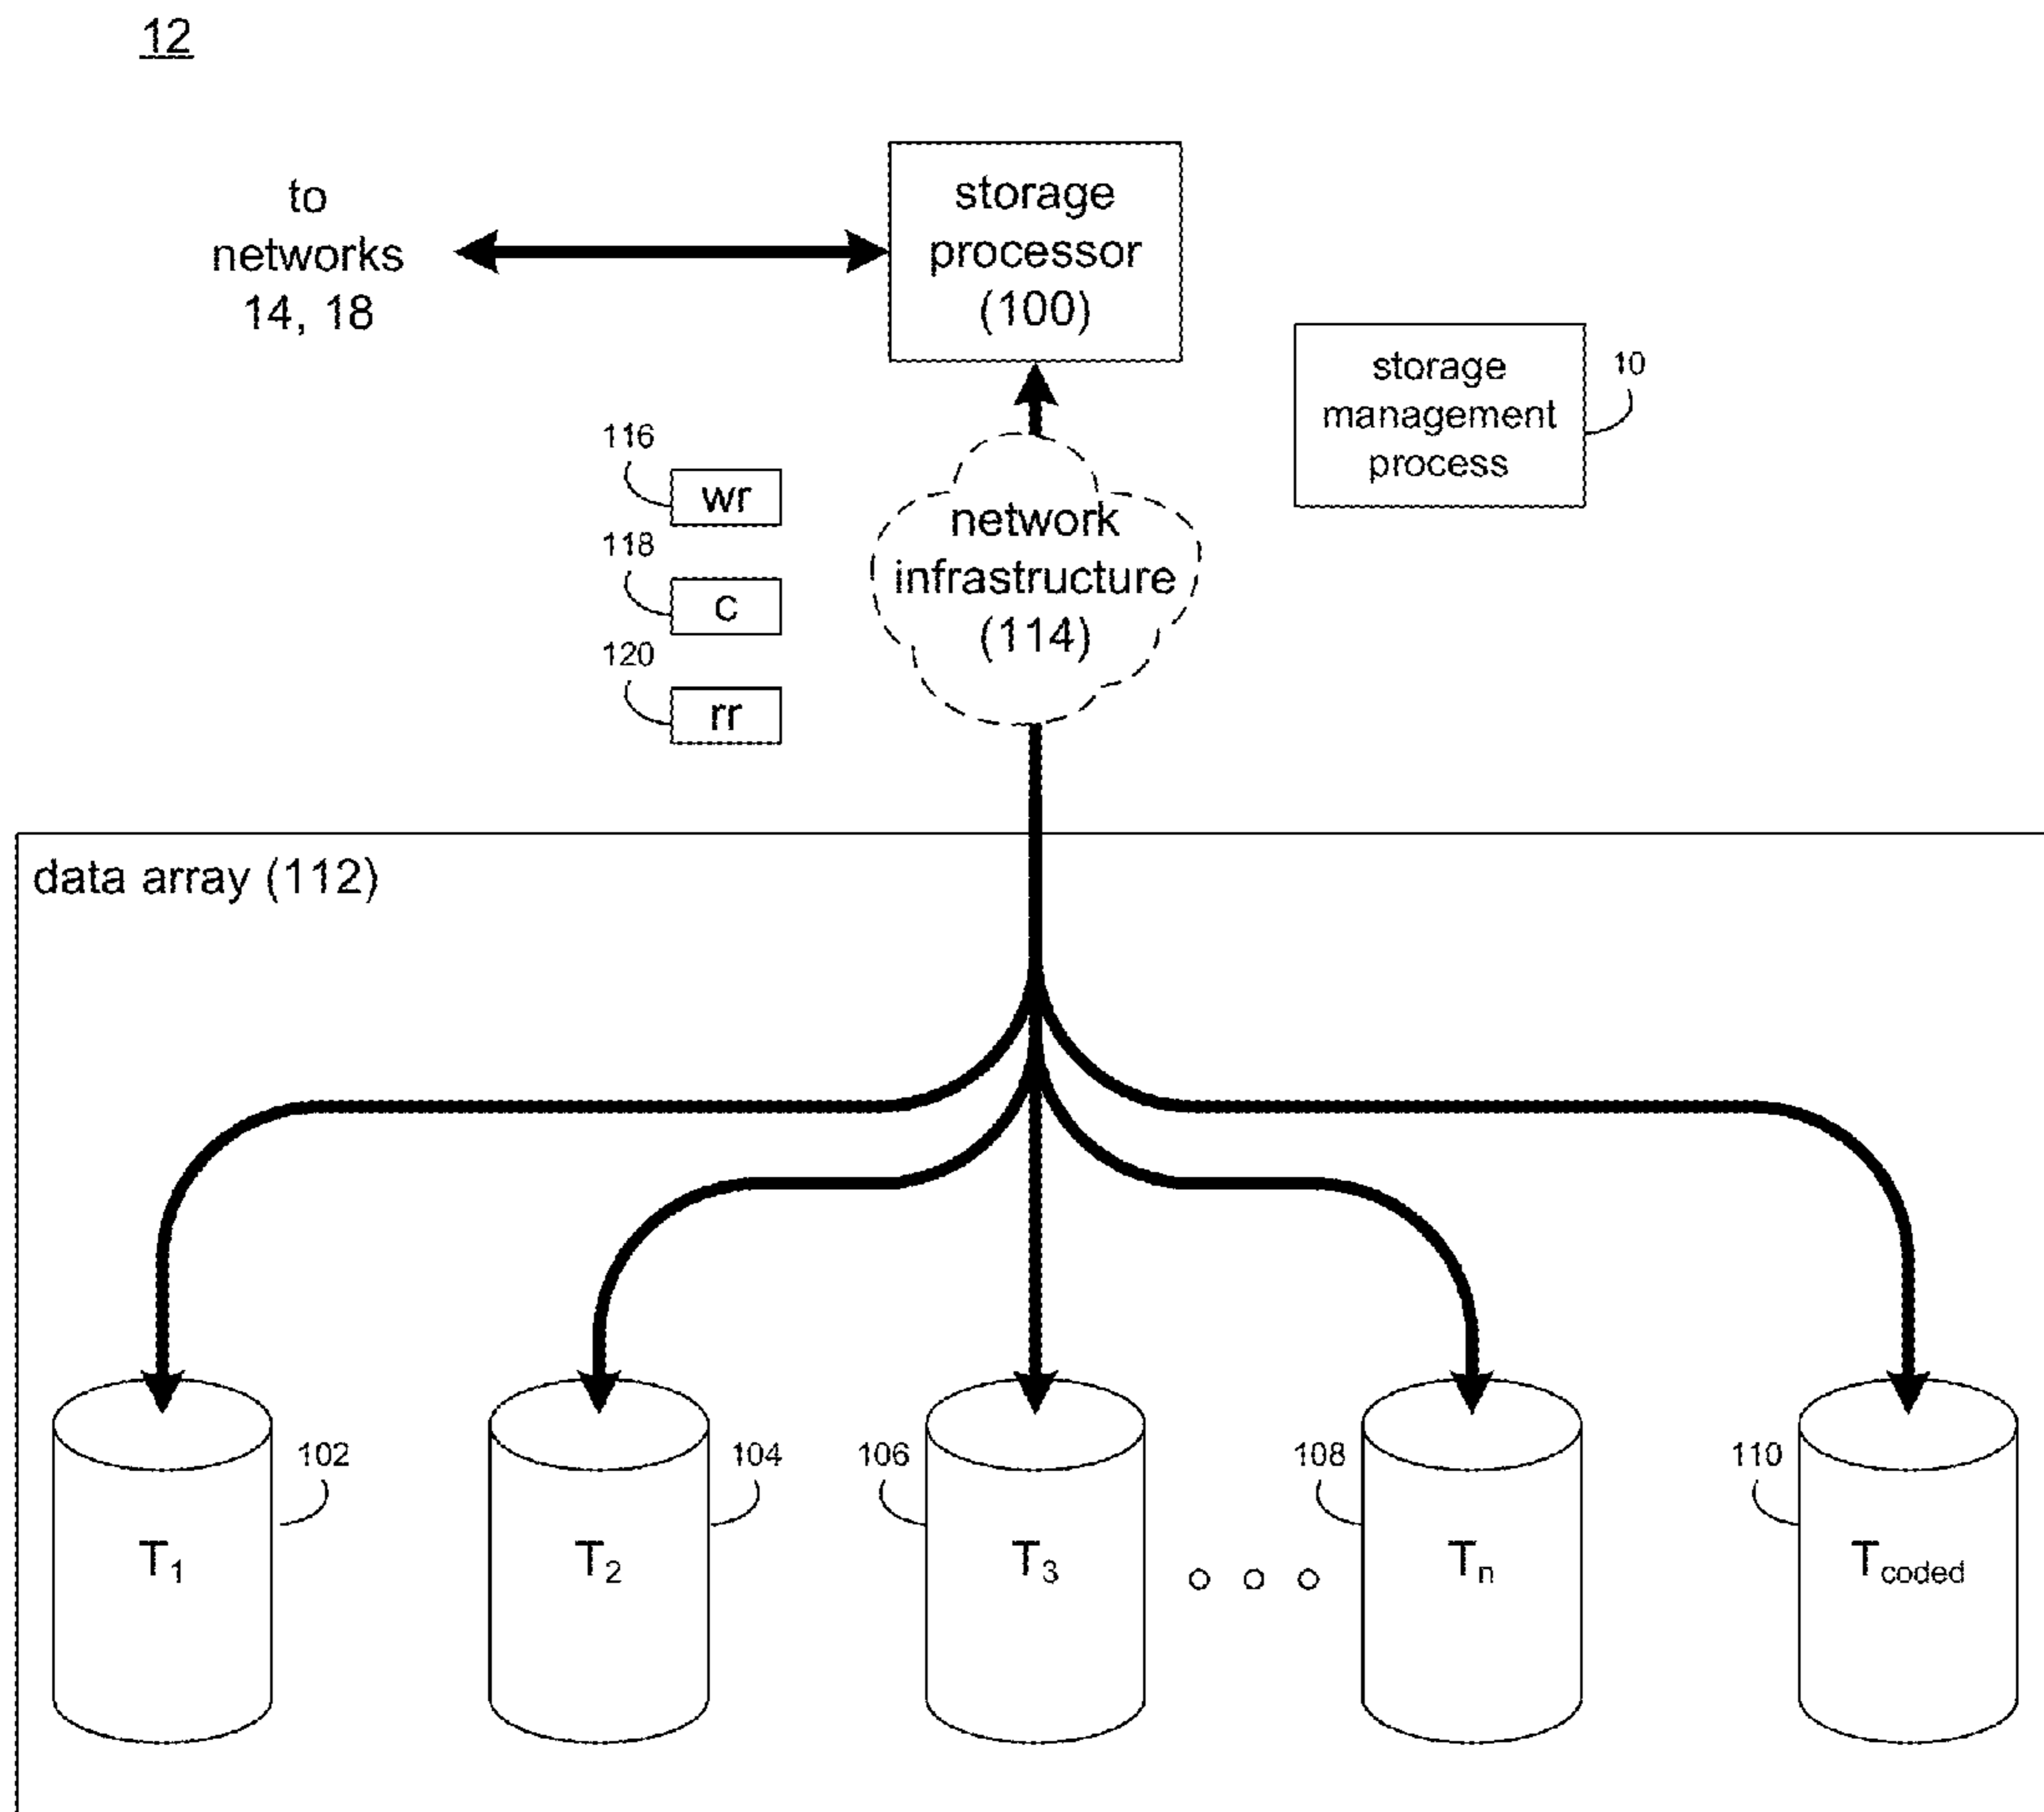 12
to
networks
14, 18
storage
processor
(100)
storage
management
process
10
116
wr
118
c
120
rr
network
infrastructure
(114)
data array (112)
102
104
106
108
110
T1
T2
T3
Tn
Tcoded